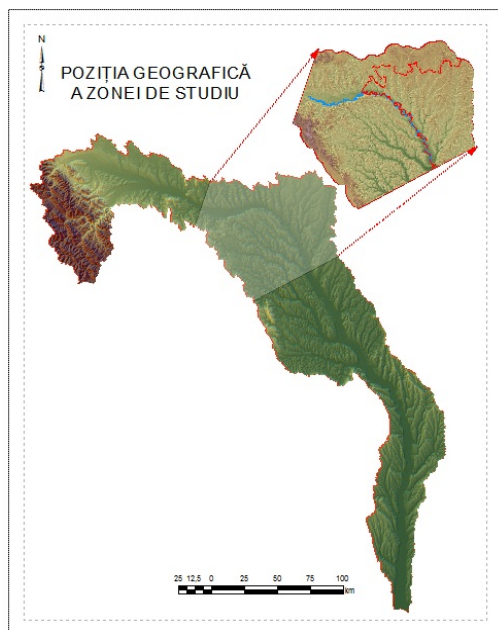 N
POZIȚIA GEOGRAFICĂ
A ZONEI DE STUDIU
25 12,5 0 25 50 75 100
km